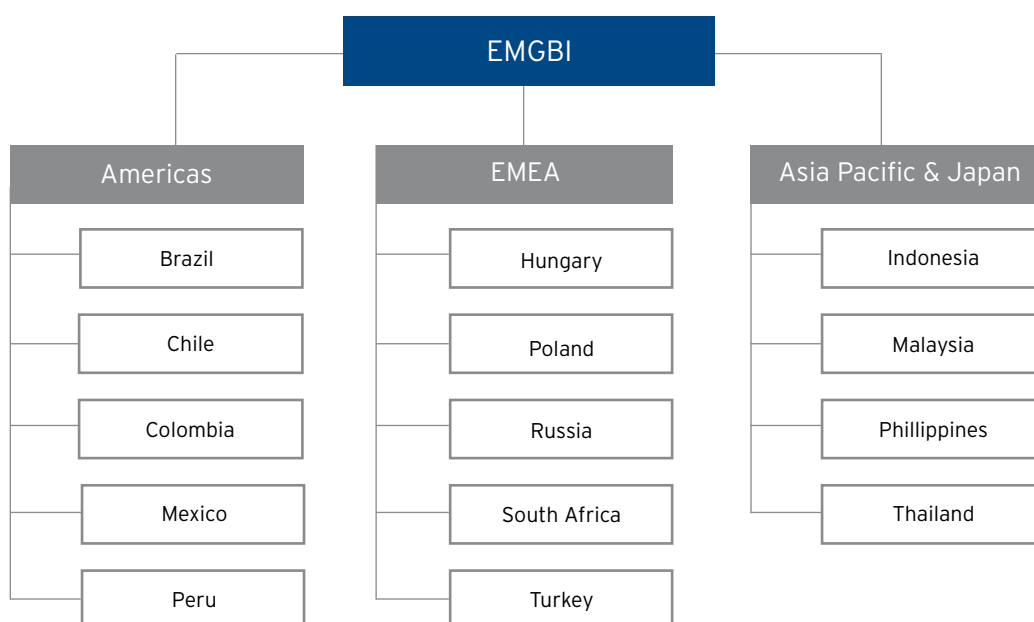 EMGBI
Americas
Brazil
Chile
Colombia
Mexico
Peru
EMEA
Hungary
Poland
Russia
South Africa
Turkey
Asia Pacific & Japan
Indonesia
Malaysia
Phillippines
Thailand